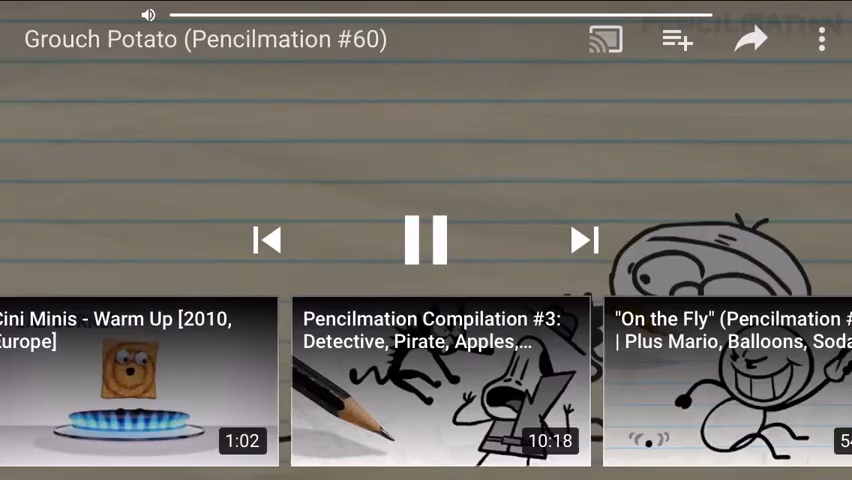 PENCILMATION
Grouch Potato (Pencilmation #60)
Cini Minis - Warm Up [2010,
Europe]
1:02
Pencilmation Compilation #3:
Detective, Pirate, Apples,...
10:18
"On the Fly" (Pencilmation #
| Plus Mario, Balloons, Soda